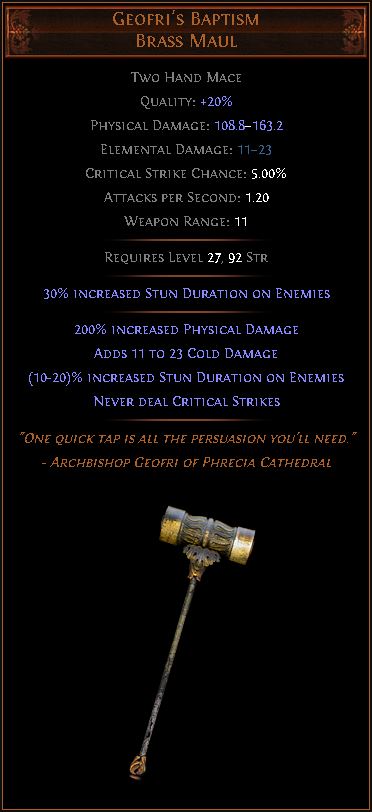 Geofri's Baptism
Brass Maul
Two Hand Mace
Quality: +20%
Physical Damage: 108.8–163.2
Elemental Damage: 11–23
Critical Strike Chance: 5.00%
Attacks per Second: 1.20
Weapon Range: 11
Requires Level 27, 92 Str
30% increased Stun Duration on Enemies
200% increased Physical Damage
Adds 11 to 23 Cold Damage
(10-20)% increased Stun Duration on Enemies
Never deal Critical Strikes
"One quick tap is all the persuasion you'll need."
- Archbishop Geofri of Phrecia Cathedral